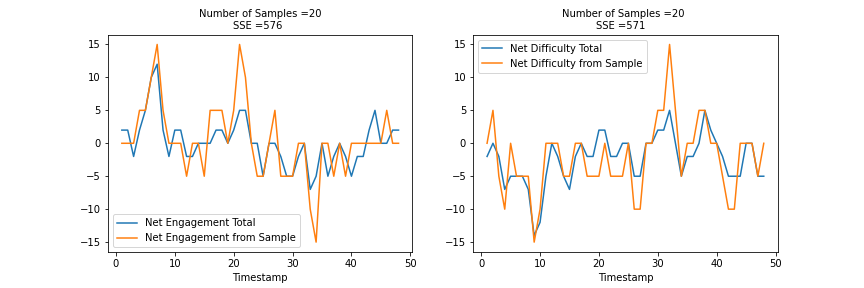 Number of Samples =20
SSE =576
15
10
5
0
−5
−10
−15
Net Engagement Total
Net Engagement from Sample
0
10
20
30
40
50
Timestamp
Number of Samples =20
SSE =571
Net Difficulty Total
Net Difficulty from Sample
15
10
5
0
−5
−10
−15
0
10
20
30
40
50
Timestamp